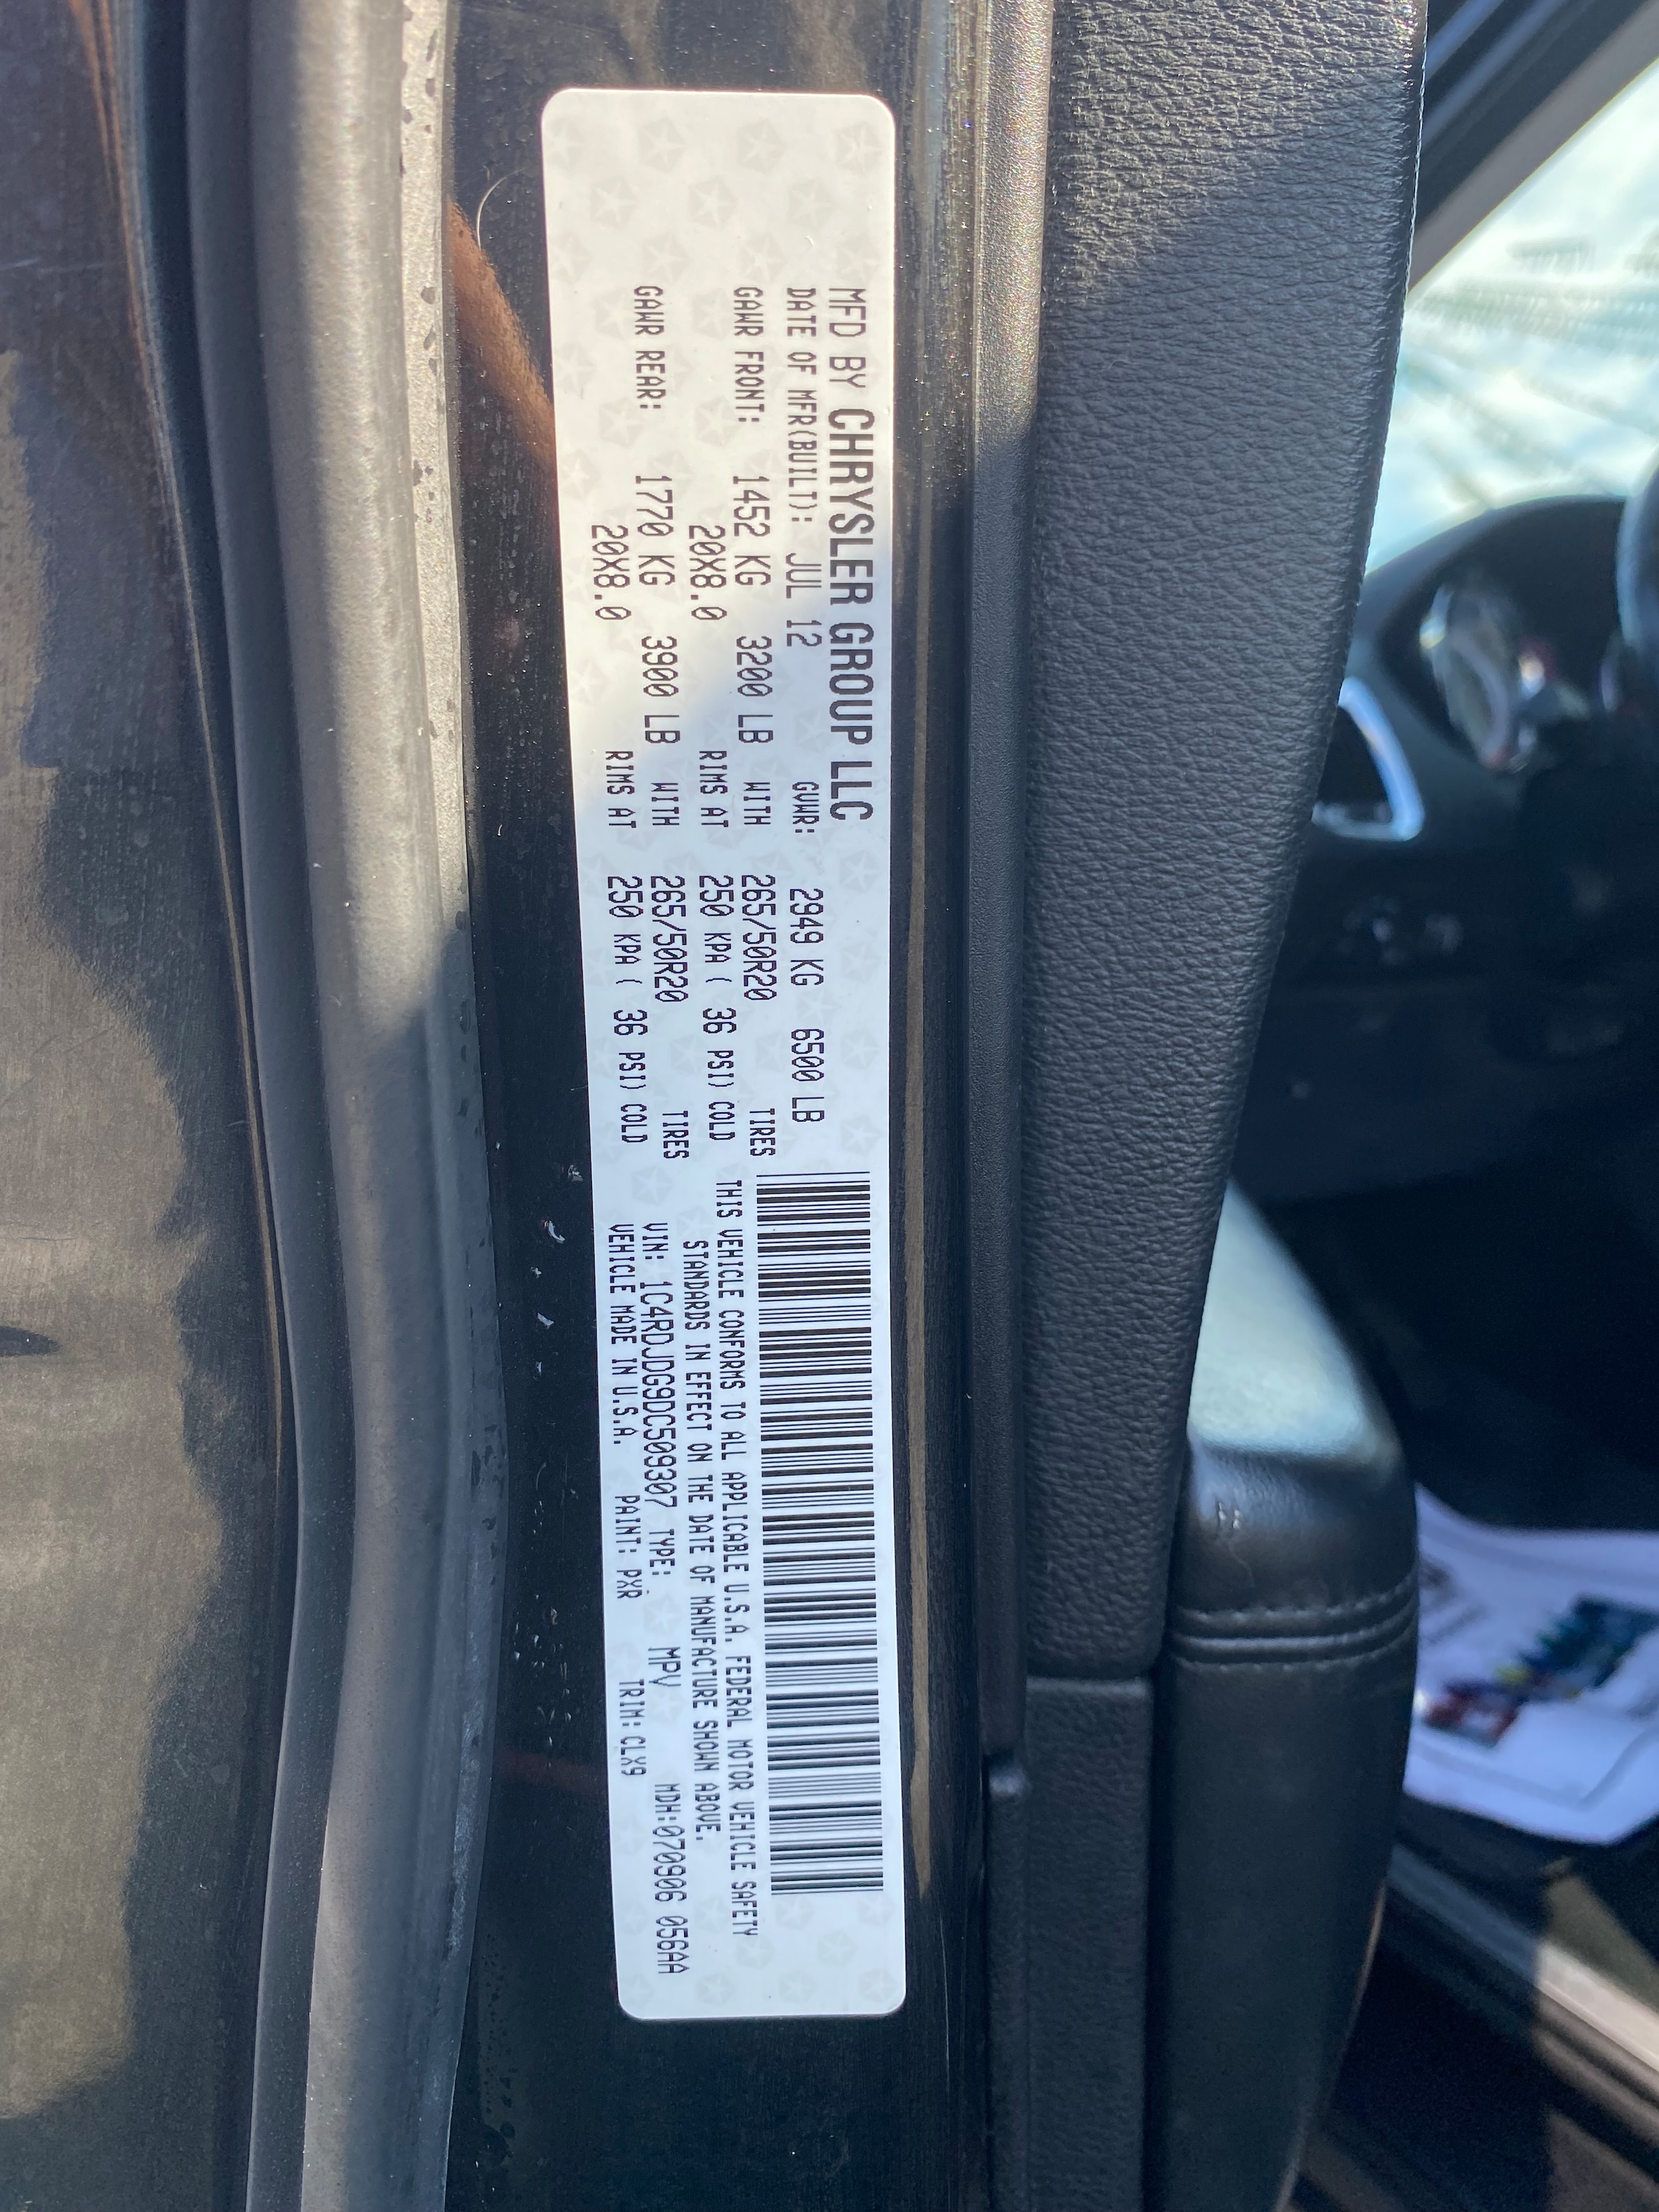 MFD BY CHRYSLER GROUP LLC
DATE OF MFR(BUILT): JUL 12 GVWR: 2949 KG 6500 LB
GAWR FRONT: 1452 KG 3200 LB WITH 265/50R20 TIRES
20X8.0 RIMS AT 250 KPA ( 36 PSI) COLD
GAWR REAR: 1770 KG 3900 LB WITH 265/50R20 TIRES
20X8.0 RIMS AT 250 KPA ( 36 PSI) COLD
THIS VEHICLE CONFORMS TO ALL APPLICABLE U.S.A. FEDERAL MOTOR VEHICLE SAFETY
STANDARDS IN EFFECT ON THE DATE OF MANUFACTURE SHOWN ABOVE.
VIN: 1C4RDJDG9DC509307 TYPE: MPV MDH:070906 056AA
VEHICLE MADE IN U.S.A. PAINT: PXR TRIM: CLX9